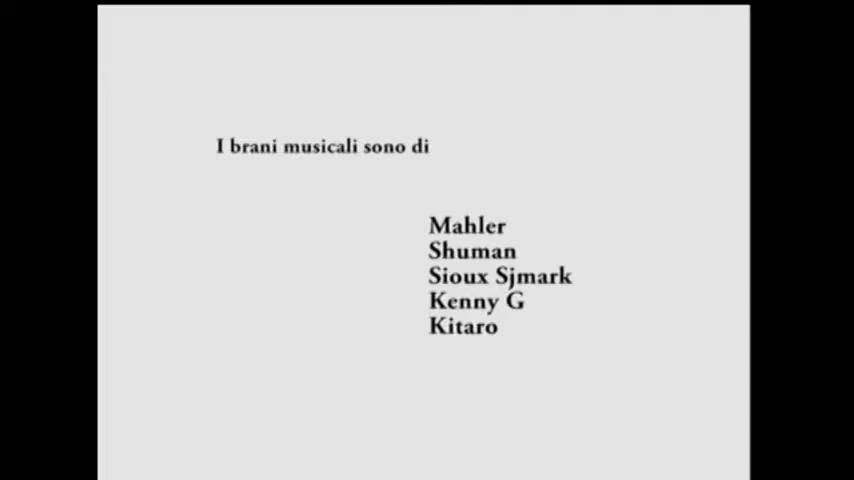 I brani musicali sono di
Mahler
Shuman
Sioux Sjmark
Kenny G
Kitaro